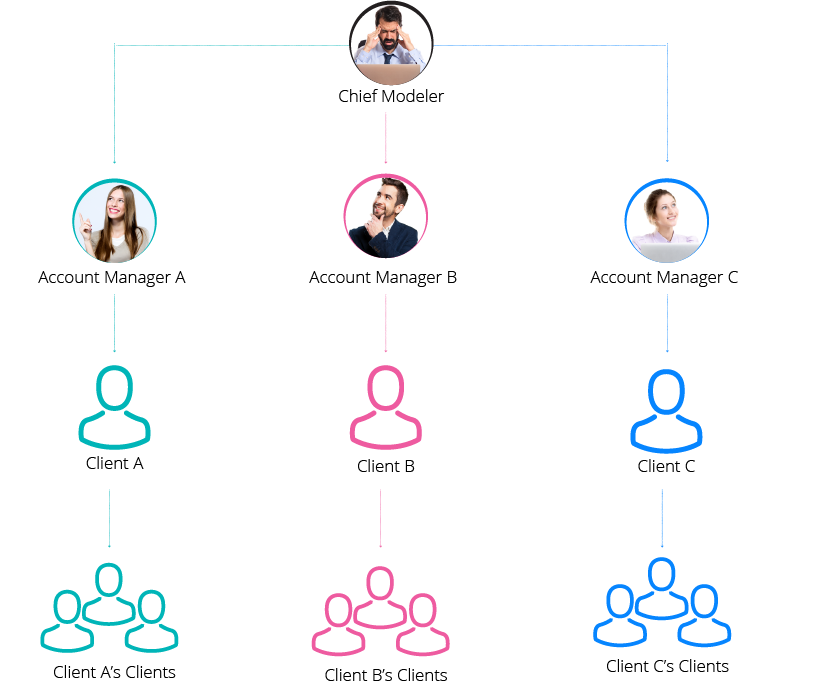 Chief Modeler
Account Manager A
Account Manager B
Account Manager C
Client A
Client B
Client C
Client A’s Clients
Client B’s Clients
Client C’s Clients